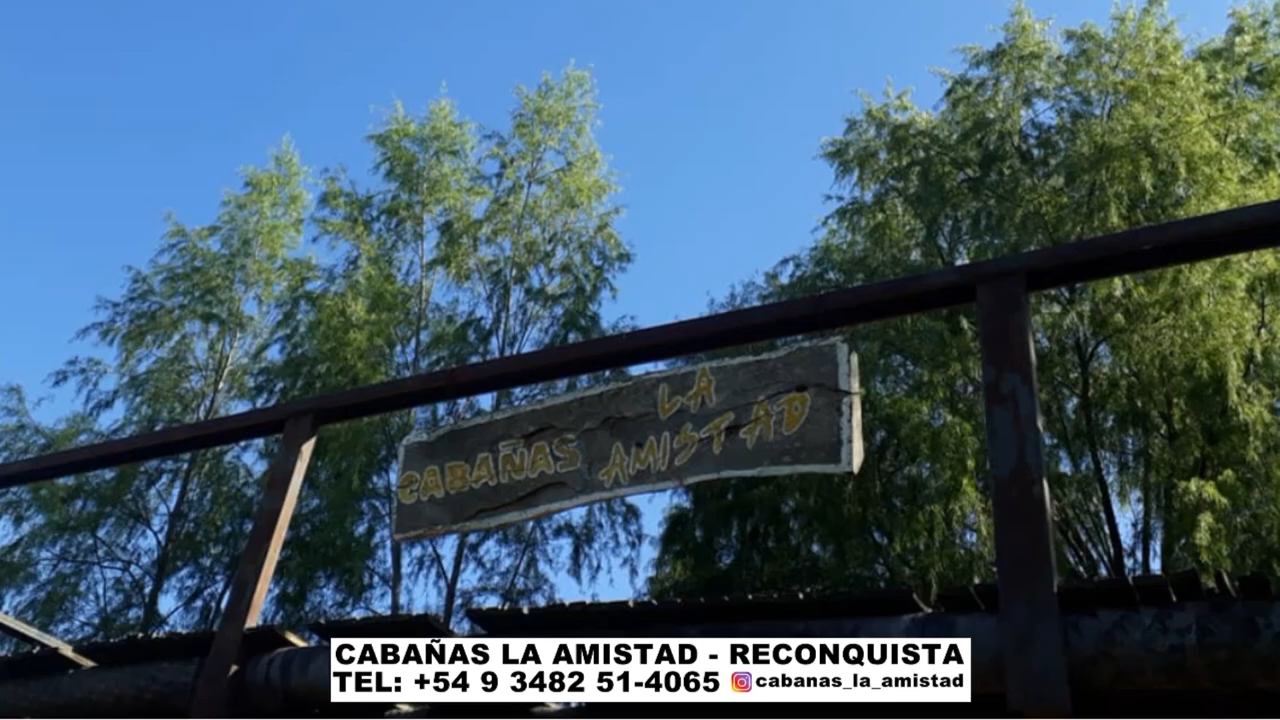 LA
CABAÑAS AMISTAD
CABAÑAS LA AMISTAD - RECONQUISTA
TEL: +54 9 3482 51-4065 cabanas_la_amistad